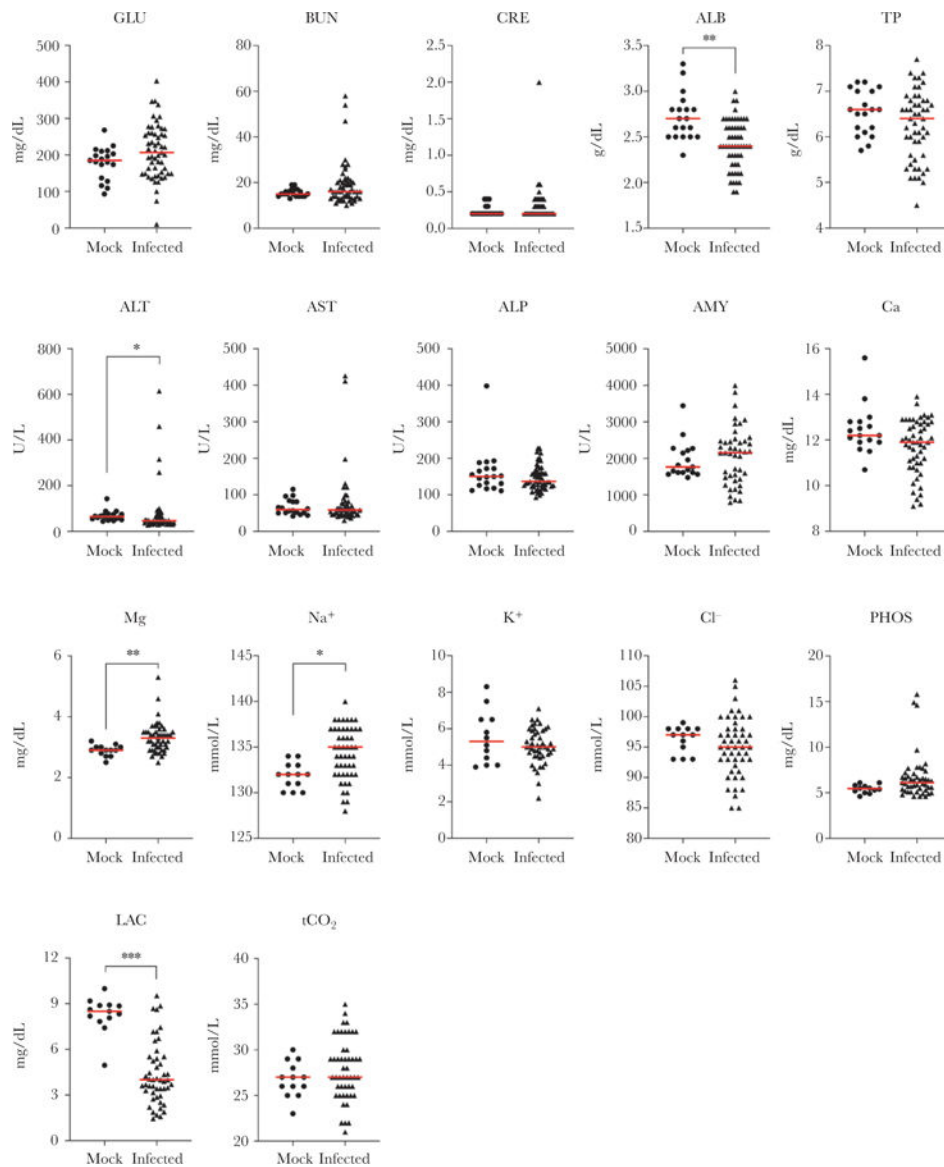 GLU BUN CRE ALB TP
500 400 300 200 100 0 mg/dL Mock Infected
80 60 40 20 0 mg/dL Mock Infected
2.5 2.0 1.5 1.0 0.5 0.0 mg/dL Mock Infected
3.5 3.0 2.5 2.0 1.5 g/dL ** Mock Infected
8 7 6 5 4 g/dL Mock Infected
ALT AST ALP AMY Ca
800 600 400 200 0 U/L * Mock Infected
500 400 300 200 100 0 U/L Mock Infected
500 400 300 200 100 0 U/L Mock Infected
5000 4000 3000 2000 1000 0 U/L Mock Infected
16 14 12 10 8 mg/dL Mock Infected
Mg Na⁺ K⁺ Cl⁻ PHOS
6 4 2 0 mg/dL ** Mock Infected
145 140 135 130 125 mmol/L * Mock Infected
10 8 6 4 2 0 mmol/L Mock Infected
110 105 100 95 90 85 80 mmol/L Mock Infected
20 15 10 5 0 mg/dL Mock Infected
LAC tCO₂
12 9 6 3 0 mg/dL *** Mock Infected
40 35 30 25 20 mmol/L Mock Infected